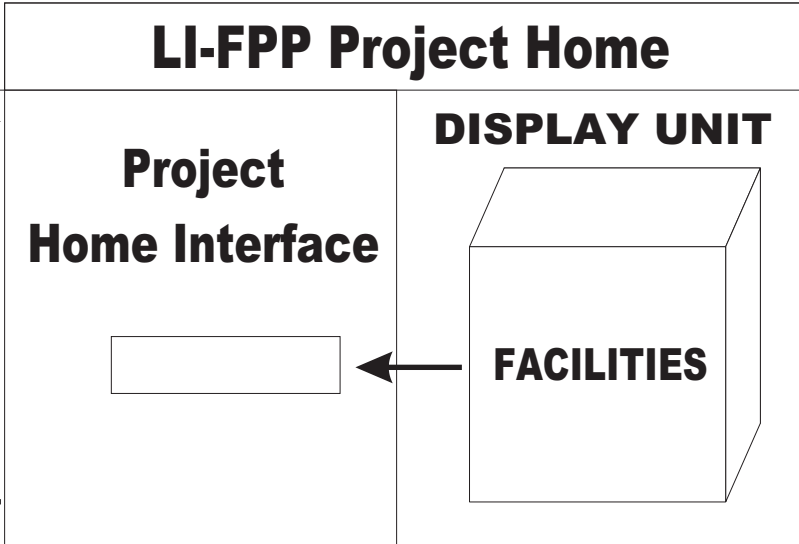 LI-FPP Project Home
Project
Home Interface
DISPLAY UNIT
FACILITIES